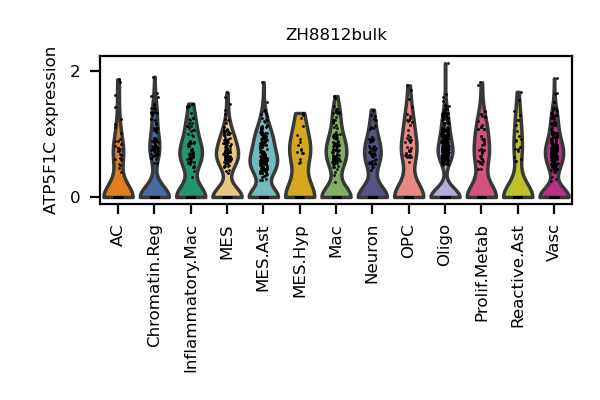 ZH8812bulk
ATP5F1C expression
2
0
AC
Chromatin.Reg
Inflammatory.Mac
MES
MES.Ast
MES.Hyp
Mac
Neuron
OPC
Oligo
Prolif.Metab
Reactive.Ast
Vasc